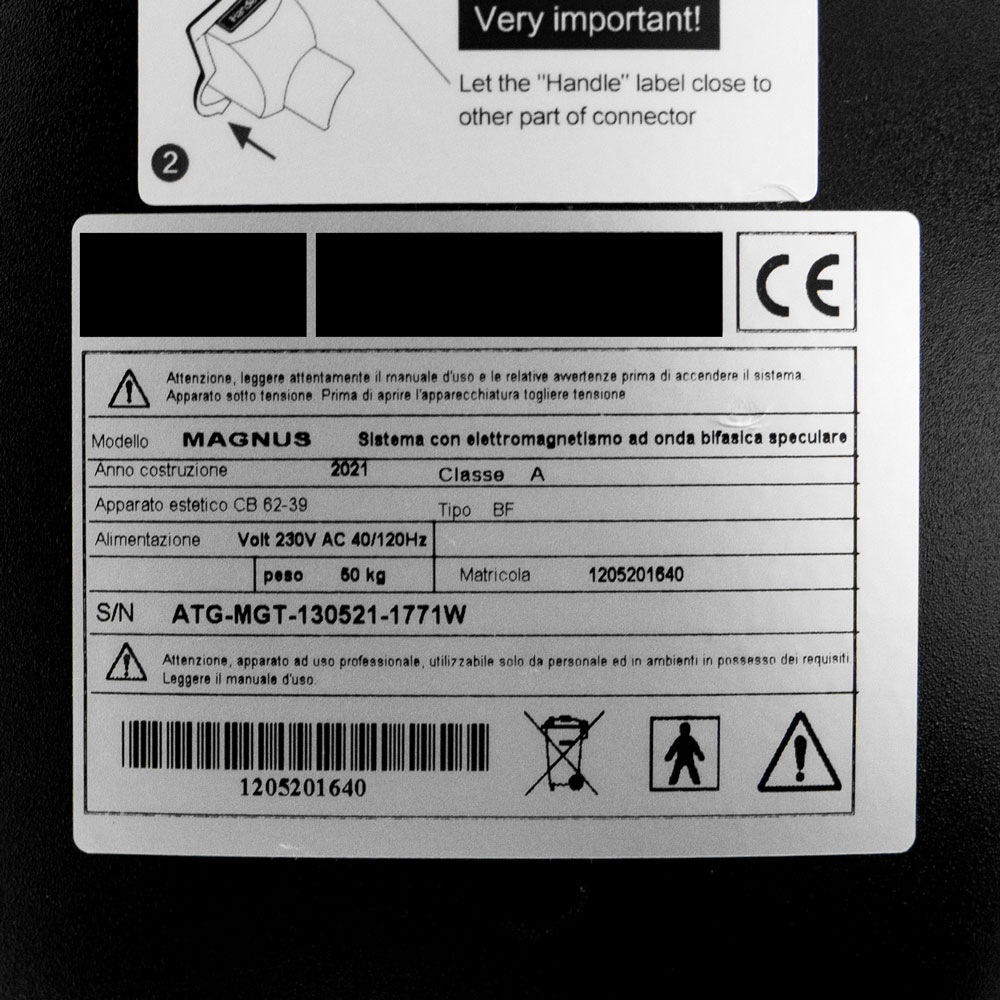 Very important!
Let the "Handle" label close to
other part of connector
2
CE
Attenzione, leggere attentamente il manuale d'uso e le relative avvertenze prima di accendere il sistema.
Apparato sotto tensione. Prima di aprire l'apparecchiatura togliere tensione
Modello MAGNUS Sistema con elettromagnetismo ad onda bifasica speculare
Anno costruzione 2021 Classe A
Apparato estetico CB 62-39 Tipo BF
Alimentazione Volt 230V AC 40/120Hz
peso 50 kg Matricola 1205201640
S/N ATG-MGT-130521-1771W
Attenzione, apparato ad uso professionale, utilizzabile solo da personale ed in ambienti in possesso dei requisiti.
Leggere il manuale d'uso.
1205201640